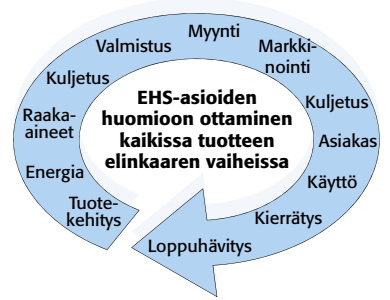 Myynti
Valmistus
Markki-
nointi
Kuljetus
Kuljetus
EHS-asioiden
huomioon ottaminen
kaikissa tuotteen
elinkaaren vaiheissa
Raaka-
aineet
Asiakas
Energia
Käyttö
Tuote-
kehitys
Kierrätys
Loppuhävitys